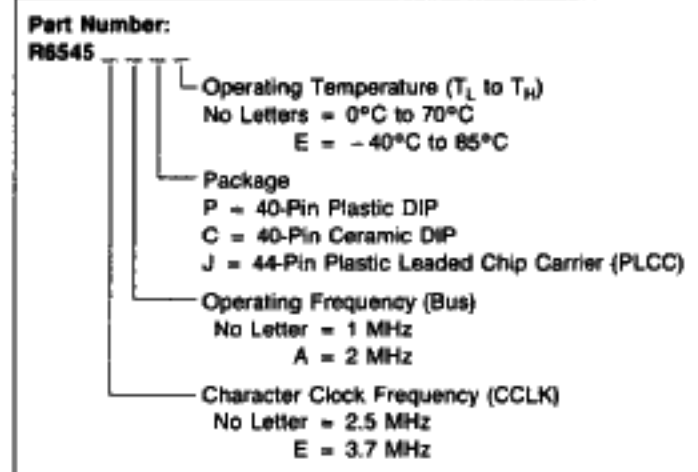 Part Number:
R6545 _ _ _ _
Operating Temperature (TL to TH)
No Letters = 0°C to 70°C
E = −40°C to 85°C
Package
P = 40-Pin Plastic DIP
C = 40-Pin Ceramic DIP
J = 44-Pin Plastic Leaded Chip Carrier (PLCC)
Operating Frequency (Bus)
No Letter = 1 MHz
A = 2 MHz
Character Clock Frequency (CCLK)
No Letter = 2.5 MHz
E = 3.7 MHz